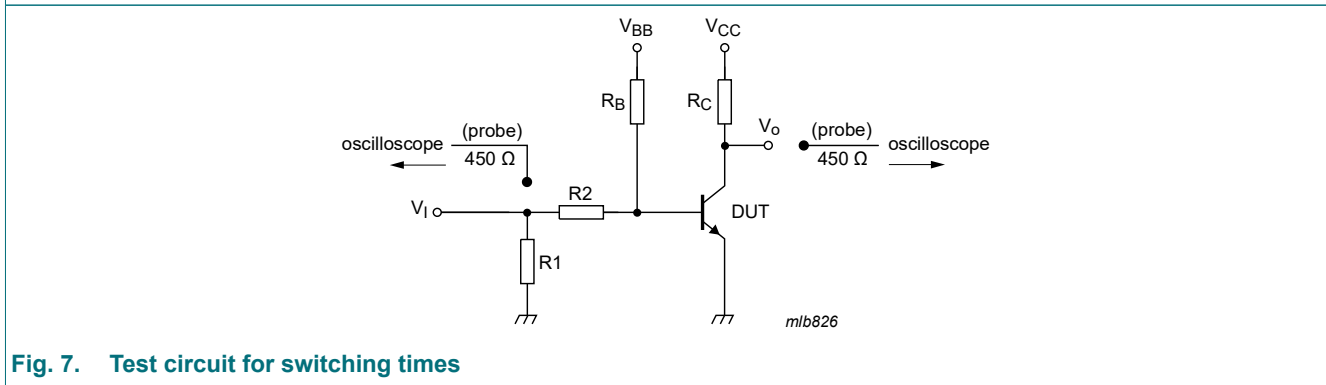 VBB
VCC
RB
RC
Vo
oscilloscope
(probe)
450 Ω
(probe)
450 Ω
oscilloscope
R2
VI
DUT
R1
mlb826
Fig. 7. Test circuit for switching times